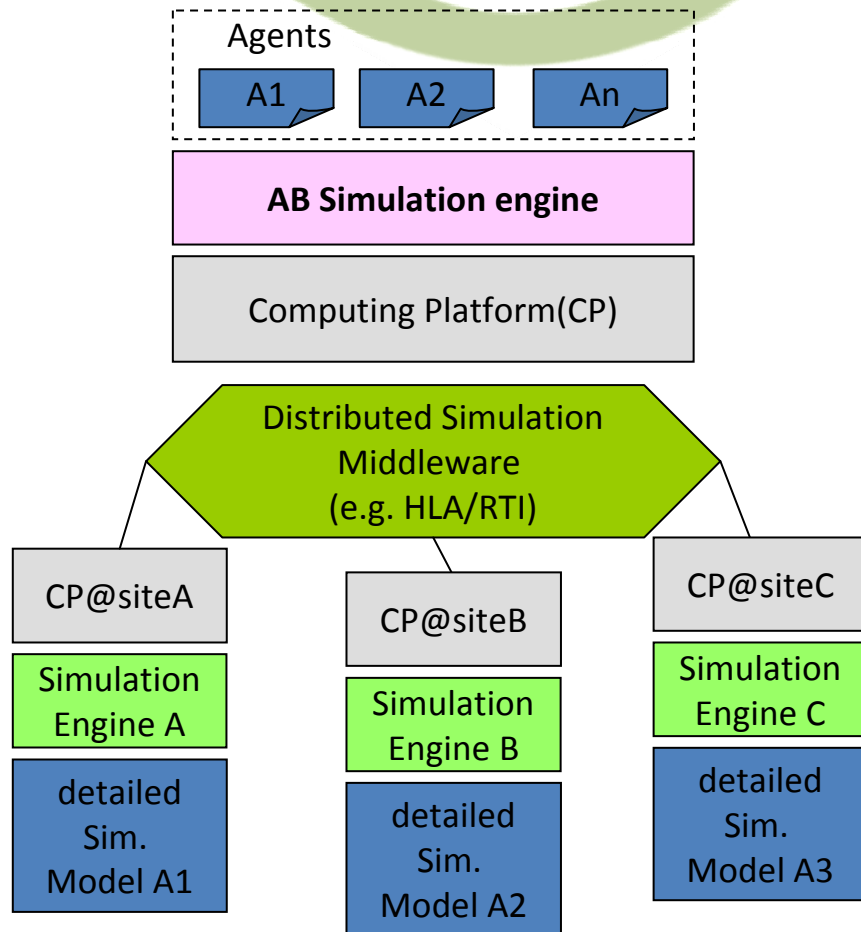 Agents
A1
A2
An
AB Simulation engine
Computing Platform(CP)
Distributed Simulation
Middleware
(e.g. HLA/RTI)
CP@siteA
Simulation
Engine A
detailed
Sim.
Model A1
CP@siteB
Simulation
Engine B
detailed
Sim.
Model A2
CP@siteC
Simulation
Engine C
detailed
Sim.
Model A3